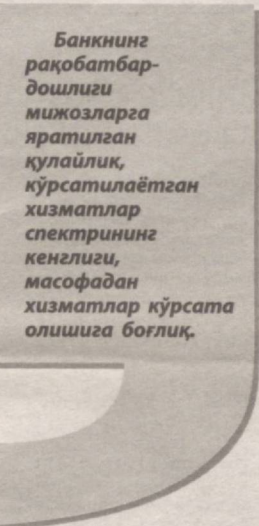 Банкнинг
рақобатбар-
дошлиги
мижозларга
яратилган
қулайлик,
кўрсатилаётган
хизматлар
спектрининг
кенглиги,
масофадан
хизматлар кўрсата
олишига боғлиқ.